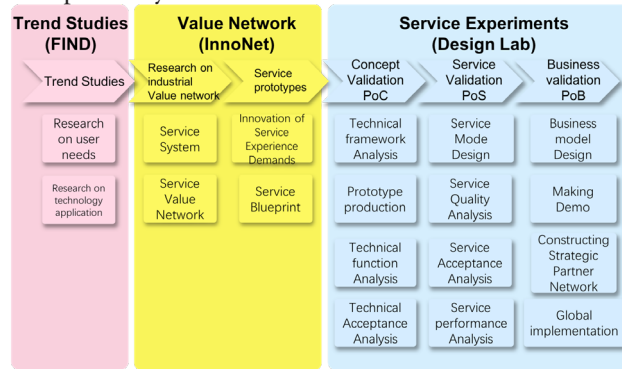 Trend Studies
(FIND)
Value Network
(InnoNet)
Service Experiments
(Design Lab)
Trend Studies
Research on
industrial
Value network
Service
prototypes
Concept
Validation
PoC
Service
Validation
PoS
Business
validation
PoB
Research
on user
needs
Service
System
Innovation of
Service
Experience
Demands
Technical
framework
Analysis
Service
Mode
Design
Business
model
Design
Research on
technology
application
Service
Value
Network
Service
Blueprint
Prototype
production
Service
Quality
Analysis
Making
Demo
Technical
function
Analysis
Service
Acceptance
Analysis
Constructing
Strategic
Partner
Network
Technical
Acceptance
Analysis
Service
performance
Analysis
Global
implementation